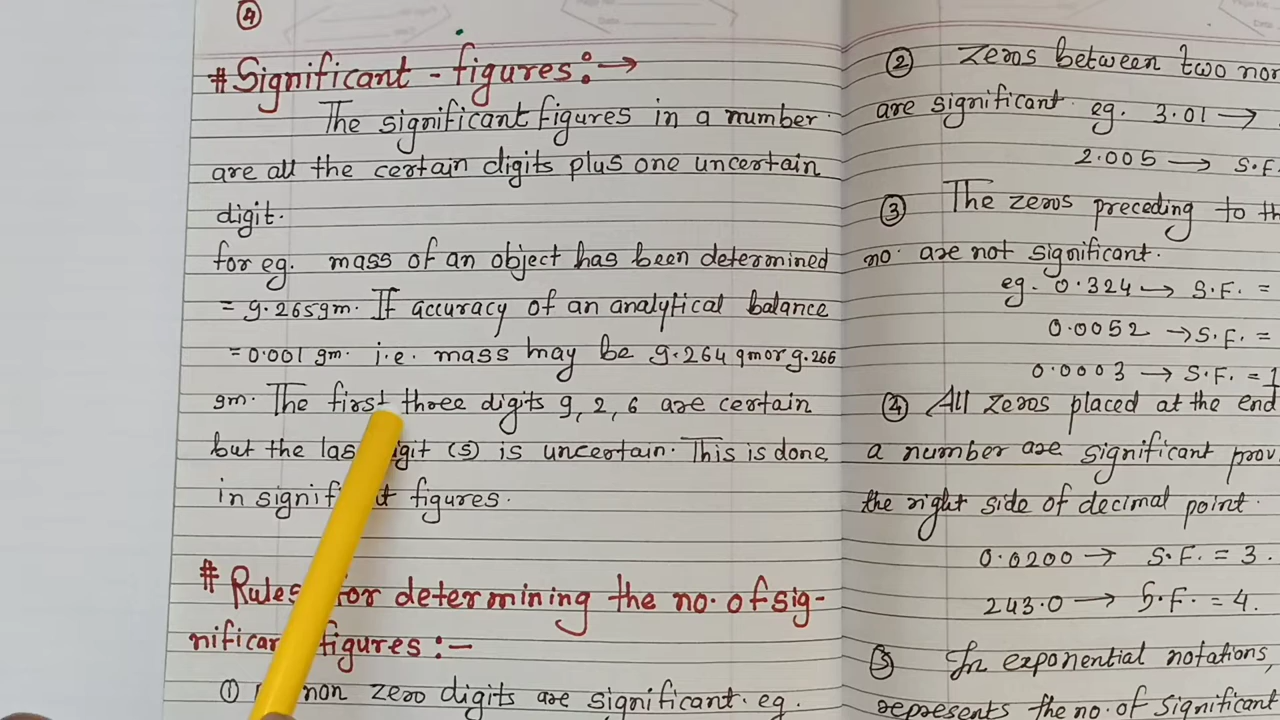 4
# Significant - figures :→
The significant figures in a number
are all the certain digits plus one uncertain
digit.
for eg. mass of an object has been determined
= 9.265gm. If accuracy of an analytical balance
= 0.001 gm. i.e. mass may be 9.264 gm or 9.266
gm. The first three digits 9, 2, 6 are certain
but the last digit (5) is uncertain. This is done
in significant figures.
# Rules for determining the no. of sig-
nificant figures :-
① non zero digits are significant. eg.
② Zeros between two
are significant. eg. 3.01 →
2.005 → S.F.
③ The zeros preceding to
no. are not significant.
eg. 0.324 → S.F. =
0.0052 → S.F. =
0.0003 → S.F. = 1
④ All zeros placed at the end
a number are significant
the right side of decimal point.
0.0200 → S.F. = 3.
243.0 → S.F. = 4.
⑤ In exponential notations,
represents the no. of significant